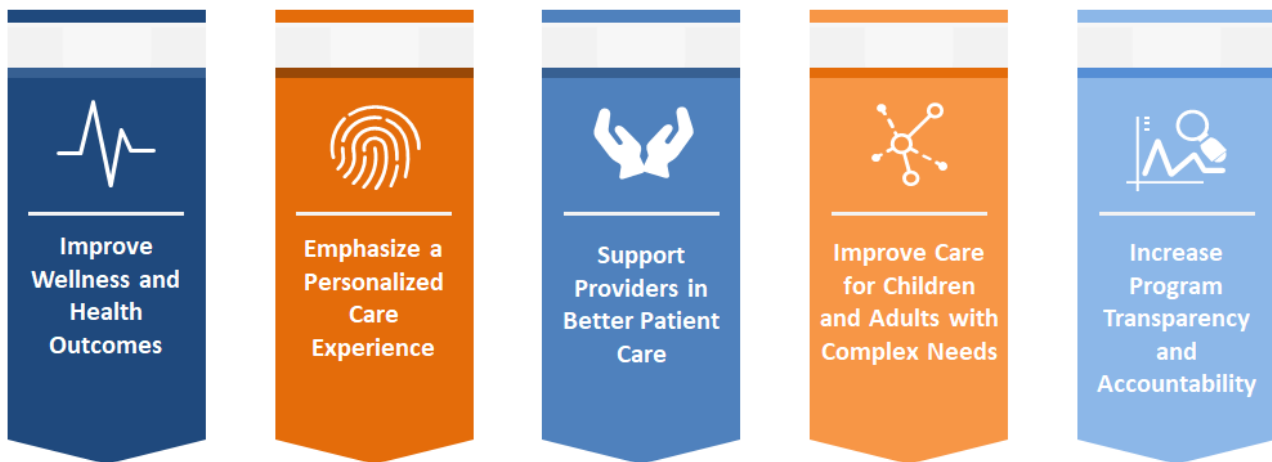 Improve
Wellness and
Health
Outcomes
Emphasize a
Personalized
Care
Experience
Support
Providers in
Better Patient
Care
Improve Care
for Children
and Adults with
Complex Needs
Increase
Program
Transparency
and
Accountability